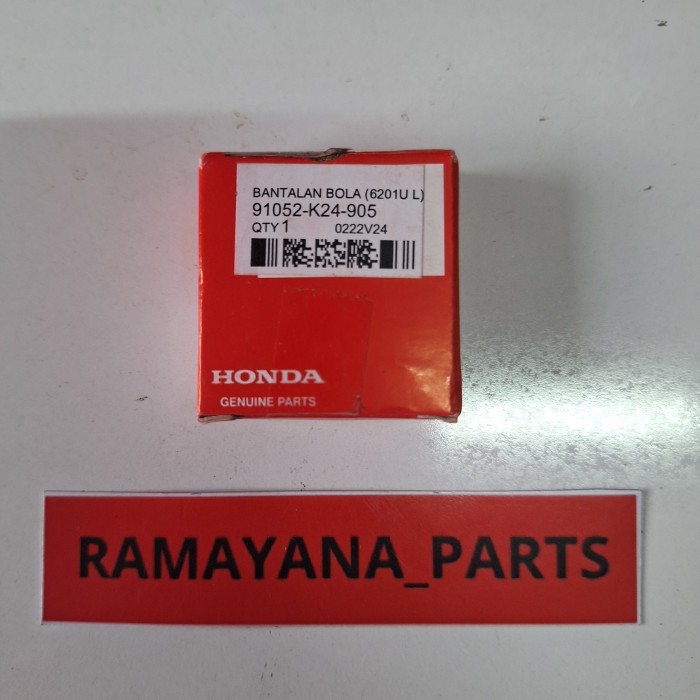 BANTALAN BOLA (6201U L)
91052-K24-905
QTY 1 0222V24
HONDA
GENUINE PARTS
RAMAYANA_PARTS